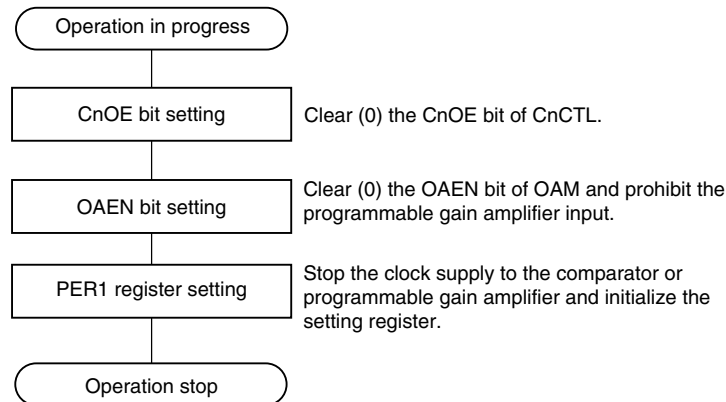 Operation in progress
CnOE bit setting
Clear (0) the CnOE bit of CnCTL.
OAEN bit setting
Clear (0) the OAEN bit of OAM and prohibit the
programmable gain amplifier input.
PER1 register setting
Stop the clock supply to the comparator or
programmable gain amplifier and initialize the
setting register.
Operation stop